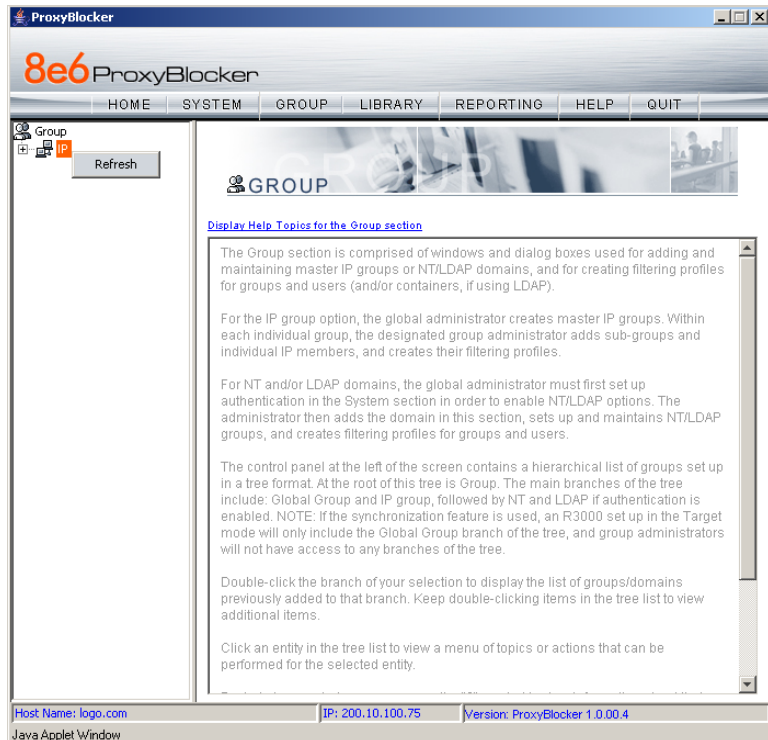 ProxyBlocker
8e6 ProxyBlocker
HOME SYSTEM GROUP LIBRARY REPORTING HELP QUIT
Group
IP
Refresh
GROUP
GROUP
Display Help Topics for the Group section
The Group section is comprised of windows and dialog boxes used for adding and
maintaining master IP groups or NT/LDAP domains, and for creating filtering profiles
for groups and users (and/or containers, if using LDAP).
For the IP group option, the global administrator creates master IP groups. Within
each individual group, the designated group administrator adds sub-groups and
individual IP members, and creates their filtering profiles.
For NT and/or LDAP domains, the global administrator must first set up
authentication in the System section in order to enable NT/LDAP options. The
administrator then adds the domain in this section, sets up and maintains NT/LDAP
groups, and creates filtering profiles for groups and users.
The control panel at the left of the screen contains a hierarchical list of groups set up
in a tree format. At the root of this tree is Group. The main branches of the tree
include: Global Group and IP group, followed by NT and LDAP if authentication is
enabled. NOTE: If the synchronization feature is used, an R3000 set up in the Target
mode will only include the Global Group branch of the tree, and group administrators
will not have access to any branches of the tree.
Double-click the branch of your selection to display the list of groups/domains
previously added to that branch. Keep double-clicking items in the tree list to view
additional items.
Click an entity in the tree list to view a menu of topics or actions that can be
performed for the selected entity.
Host Name: logo.com IP: 200.10.100.75 Version: ProxyBlocker 1.0.00.4
Java Applet Window